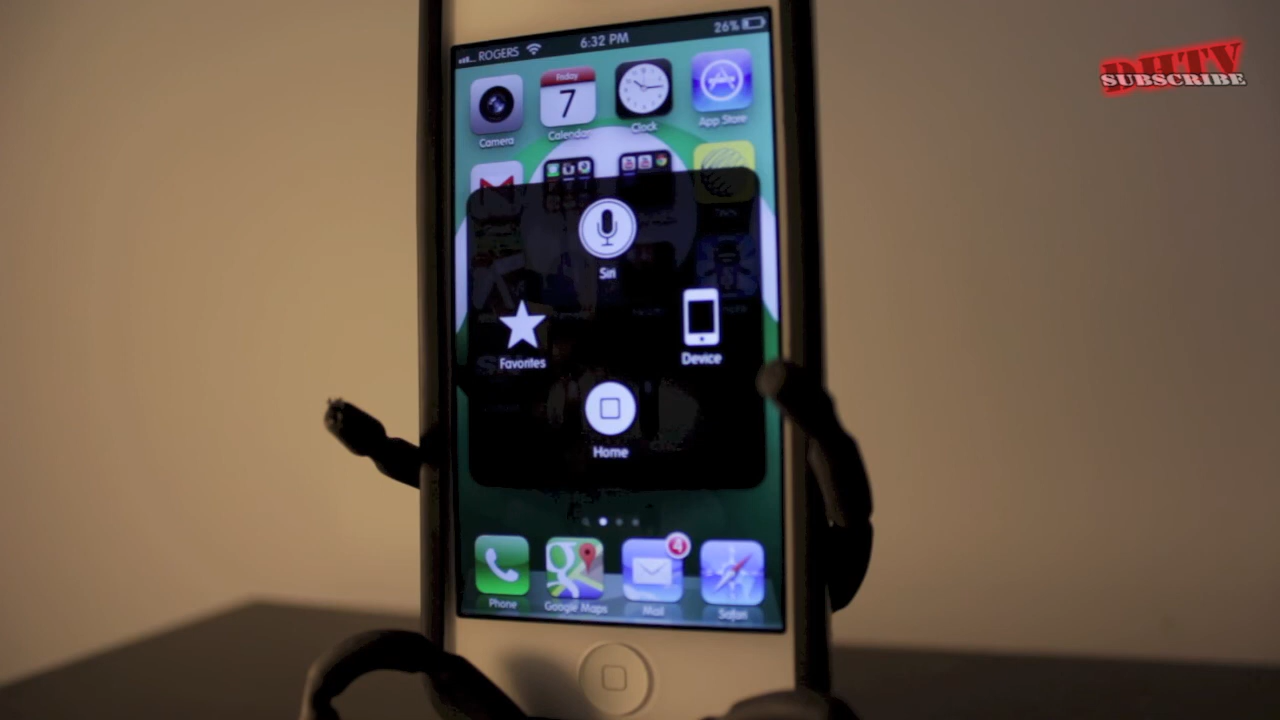 ROGERS 6:32 PM 26%
DHTV
SUBSCRIBE
Friday
7
Camera Calendar Clock App Store
Siri
Favorites
Device
Home
4
Phone Google Maps Mail Safari